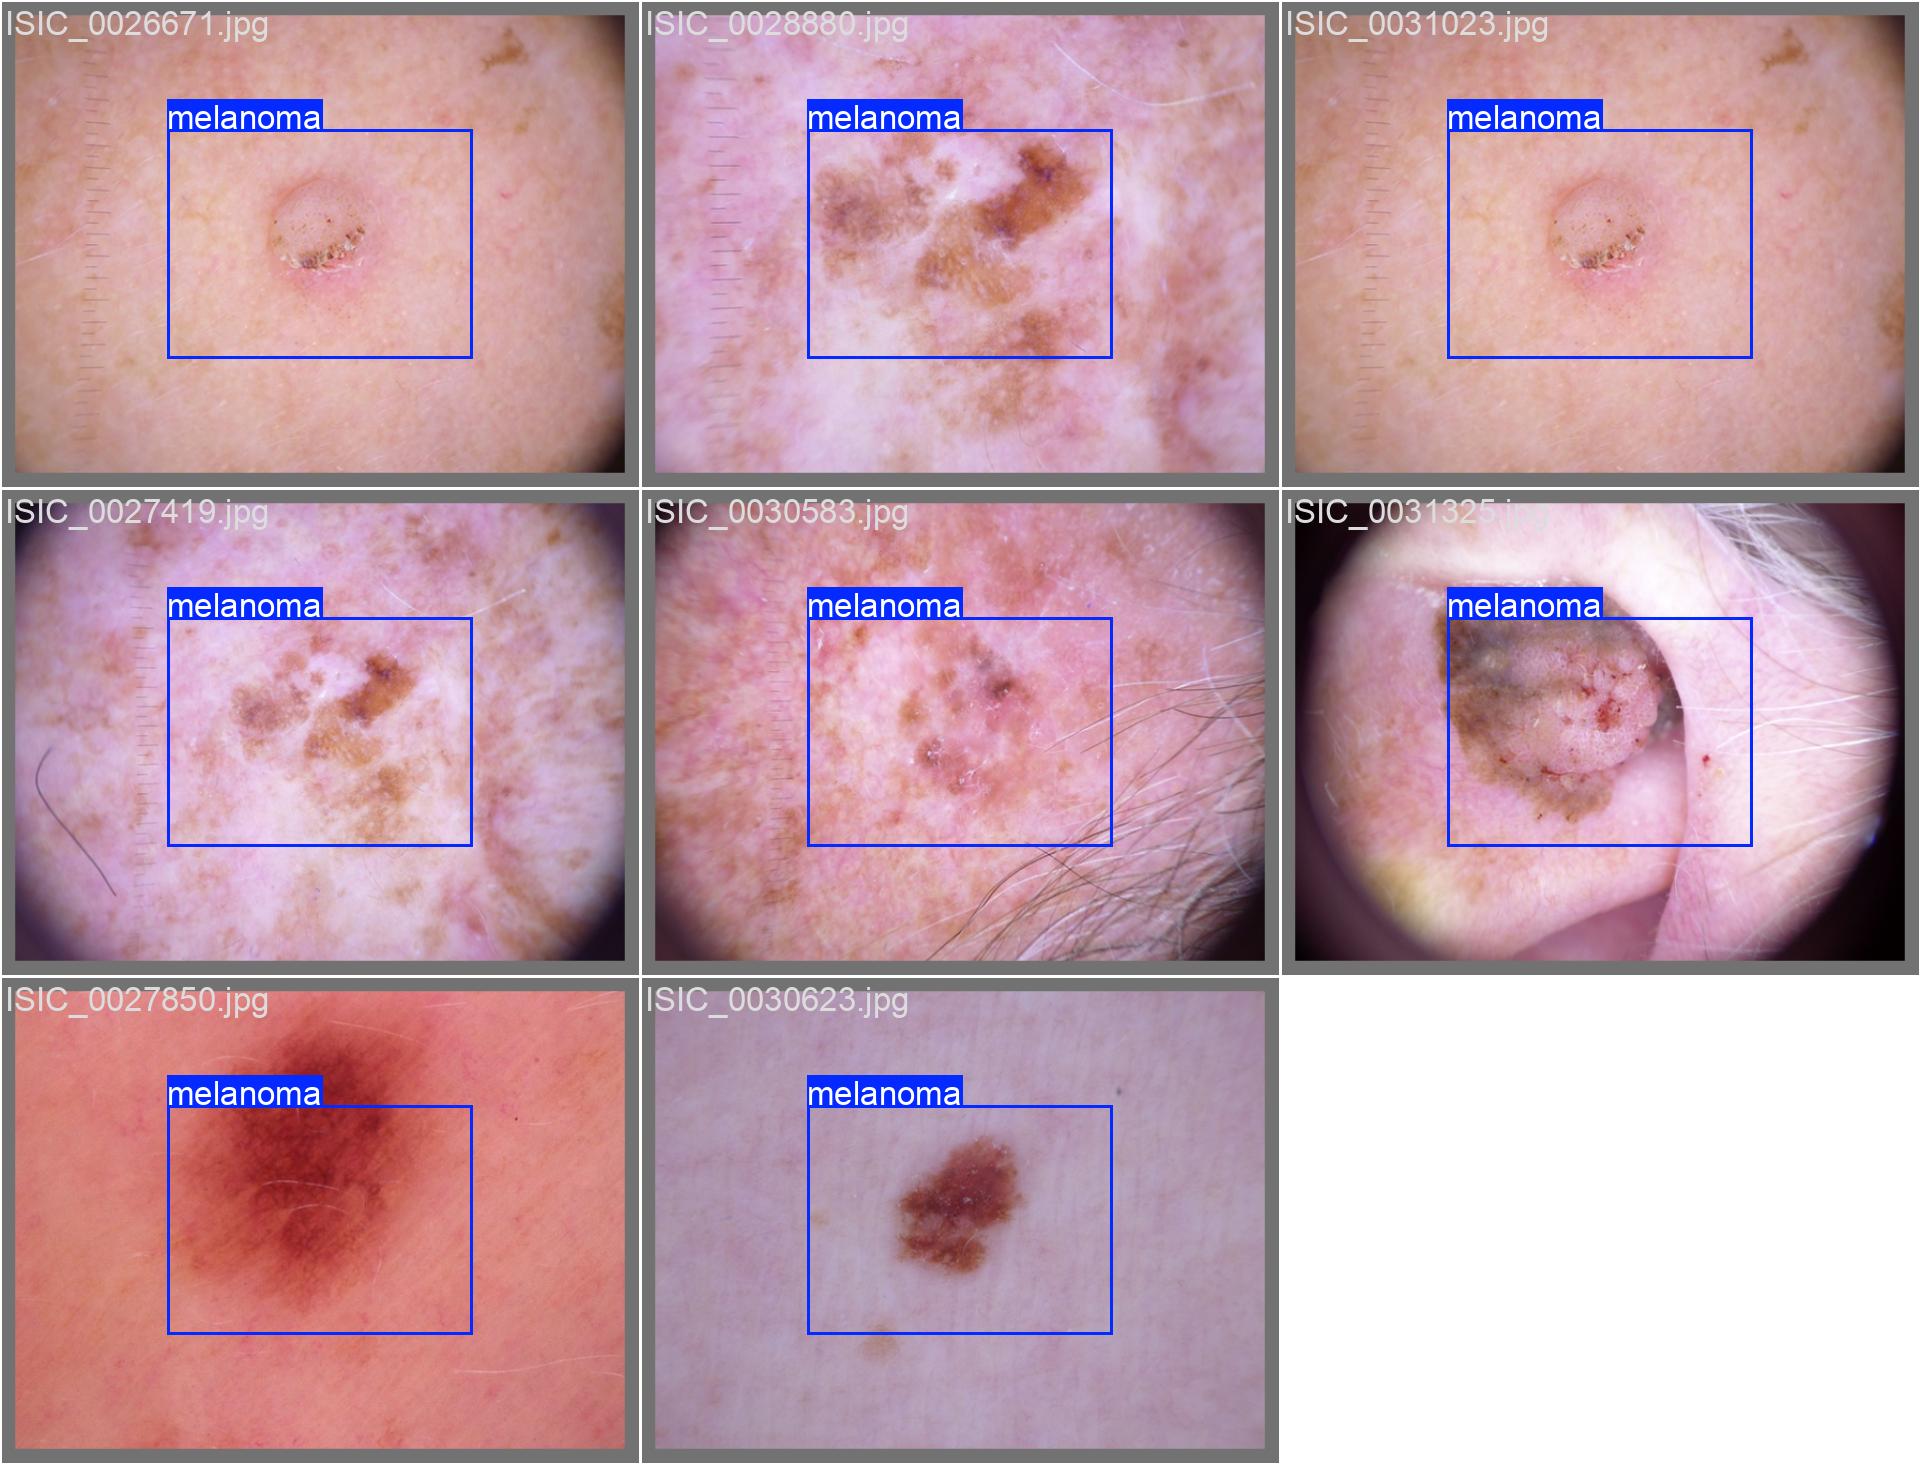 ISIC_0026671.jpg
melanoma
ISIC_0028880.jpg
melanoma
ISIC_0031023.jpg
melanoma
ISIC_0027419.jpg
melanoma
ISIC_0030583.jpg
melanoma
ISIC_0031325.jpg
melanoma
ISIC_0027850.jpg
melanoma
ISIC_0030623.jpg
melanoma